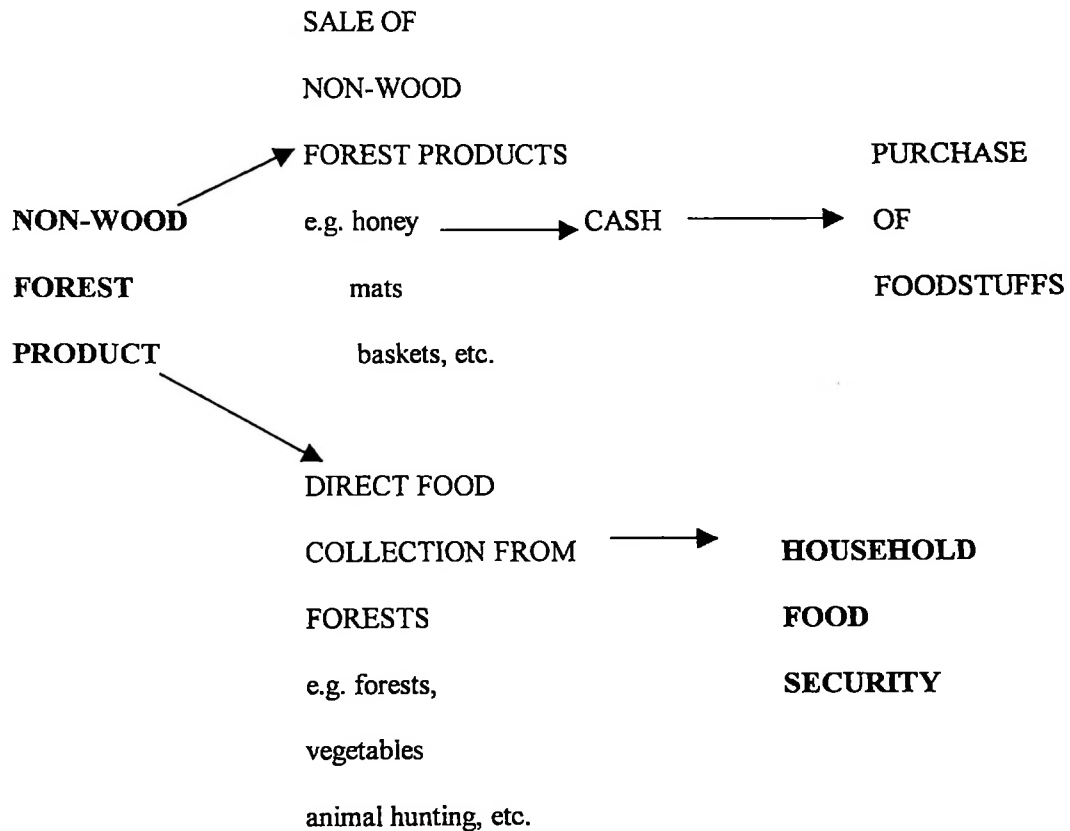 SALE OF
NON-WOOD
FOREST PRODUCTS
e.g. honey
mats
baskets, etc.
NON-WOOD
FOREST
PRODUCT
CASH
PURCHASE
OF
FOODSTUFFS
DIRECT FOOD
COLLECTION FROM
FORESTS
e.g. forests,
vegetables
animal hunting, etc.
HOUSEHOLD
FOOD
SECURITY